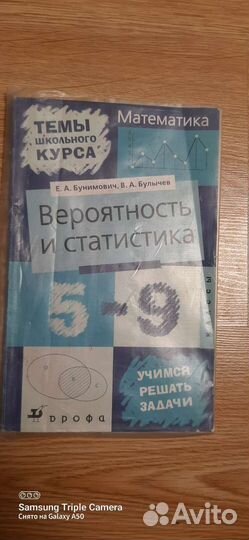 ТЕМЫ
ШКОЛЬНОГО
КУРСА
Математика
Е. А. Бунимович, В. А. Булычев
Вероятность
и статистика
5-9
КЛАССЫ
УЧИМСЯ
РЕШАТЬ
ЗАДАЧИ
ДРОФА
Samsung Triple Camera
Снято на Galaxy A50
Avito